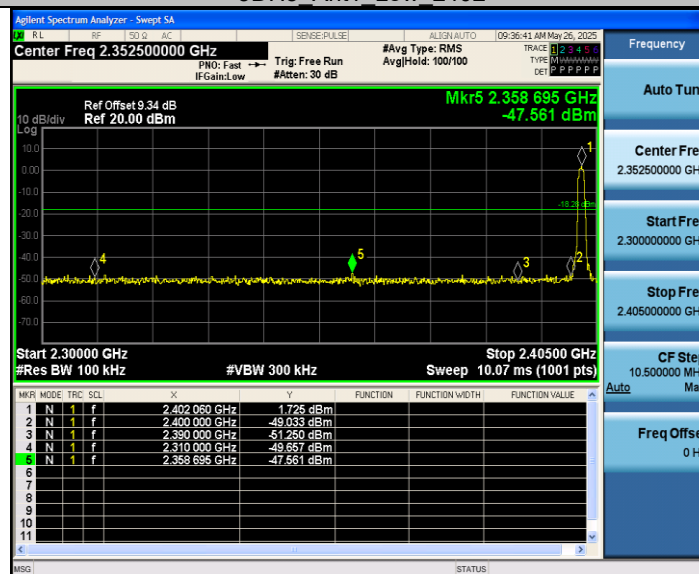 Agilent Spectrum Analyzer - Swept SA
RL RF 50 Ω AC SENSE:PULSE ALIGN AUTO 09:36:41 AM May 26, 2025
Center Freq 2.352500000 GHz
PNO: Fast
IFGain:Low
Trig: Free Run
#Atten: 30 dB
#Avg Type: RMS
Avg|Hold: 100/100
TRACE 1 2 3 4 5 6
TYPE M
DET P P P P P P
Frequency
Auto Tun
Center Fre
2.352500000 GH
Start Fre
2.300000000 GH
Stop Fre
2.405000000 GH
CF Ste
10.500000 MH
Auto Ma
Freq Offse
0 H
Mkr5 2.358 695 GHz
-47.561 dBm
Ref Offset 9.34 dB
10 dB/div Ref 20.00 dBm
Log
10.0
0.00
-10.0
-20.0
-30.0
-40.0
-50.0
-60.0
-70.0
1
2
3
4
5
Start 2.30000 GHz Stop 2.40500 GHz
#Res BW 100 kHz #VBW 300 kHz Sweep 10.07 ms (1001 pts)
MKR MODE TRC SCL X Y FUNCTION FUNCTION WIDTH FUNCTION VALUE
1 N 1 f 2.402 060 GHz 1.725 dBm
2 N 1 f 2.400 000 GHz -49.033 dBm
3 N 1 f 2.390 000 GHz -51.250 dBm
4 N 1 f 2.310 000 GHz -49.657 dBm
5 N 1 f 2.358 695 GHz -47.561 dBm
6
7
8
9
10
11
MSG STATUS